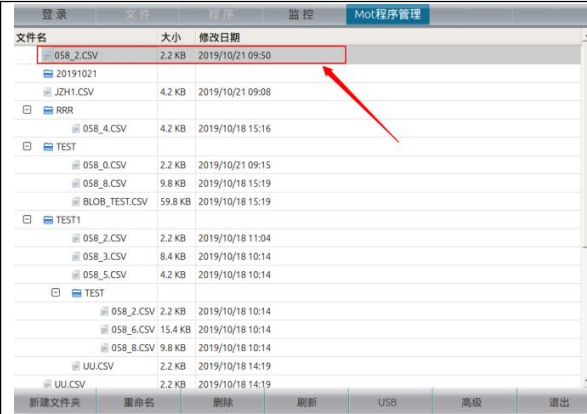 登录 文件 程序 监控 Mot程序管理
文件名 大小 修改日期
058_2.CSV 2.2 KB 2019/10/21 09:50
20191021
JZH1.CSV 4.2 KB 2019/10/21 09:08
RRR
058_4.CSV 4.2 KB 2019/10/18 15:16
TEST
058_0.CSV 2.2 KB 2019/10/21 09:15
058_8.CSV 9.8 KB 2019/10/18 15:19
BLOB_TEST.CSV 59.8 KB 2019/10/18 15:19
TEST1
058_2.CSV 2.2 KB 2019/10/18 11:04
058_3.CSV 8.4 KB 2019/10/18 10:14
058_5.CSV 4.2 KB 2019/10/18 10:14
TEST
058_2.CSV 2.2 KB 2019/10/18 10:14
058_6.CSV 15.4 KB 2019/10/18 10:14
058_8.CSV 9.8 KB 2019/10/18 10:14
UU.CSV 2.2 KB 2019/10/18 14:19
UU.CSV 2.2 KB 2019/10/18 14:19
新建文件夹 重命名 删除 刷新 USB 高级 退出